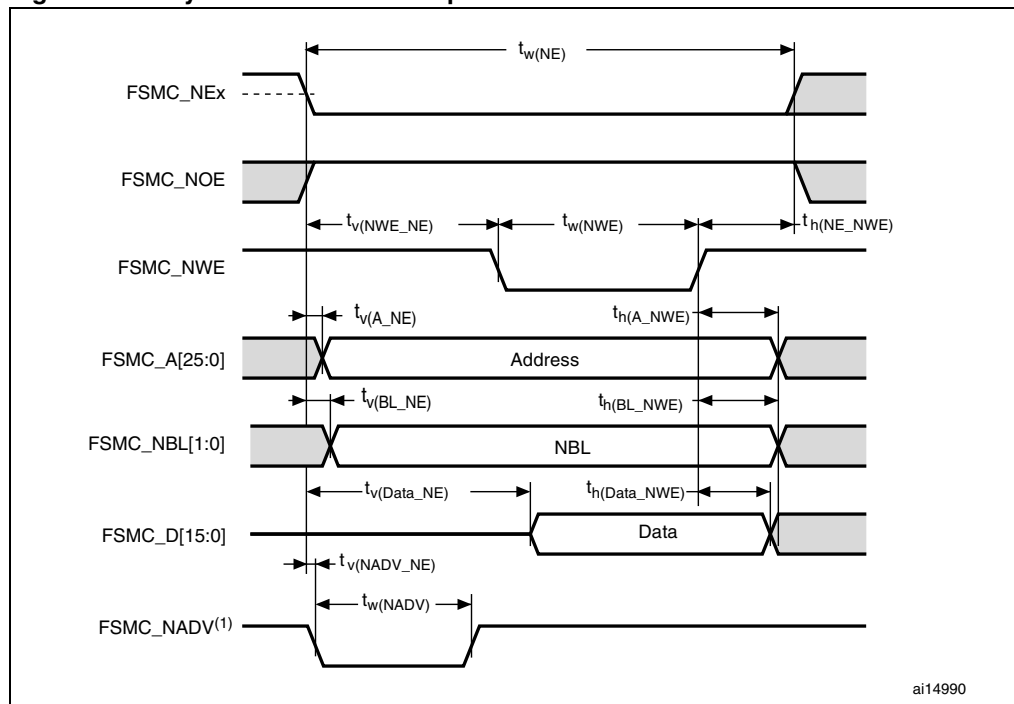 tw(NE)
FSMC_NEx
FSMC_NOE
tv(NWE_NE) tw(NWE) t h(NE_NWE)
FSMC_NWE
tv(A_NE) th(A_NWE)
FSMC_A[25:0] Address
tv(BL_NE) th(BL_NWE)
FSMC_NBL[1:0] NBL
tv(Data_NE) th(Data_NWE)
FSMC_D[15:0] Data
t v(NADV_NE)
tw(NADV)
FSMC_NADV(1)
ai14990